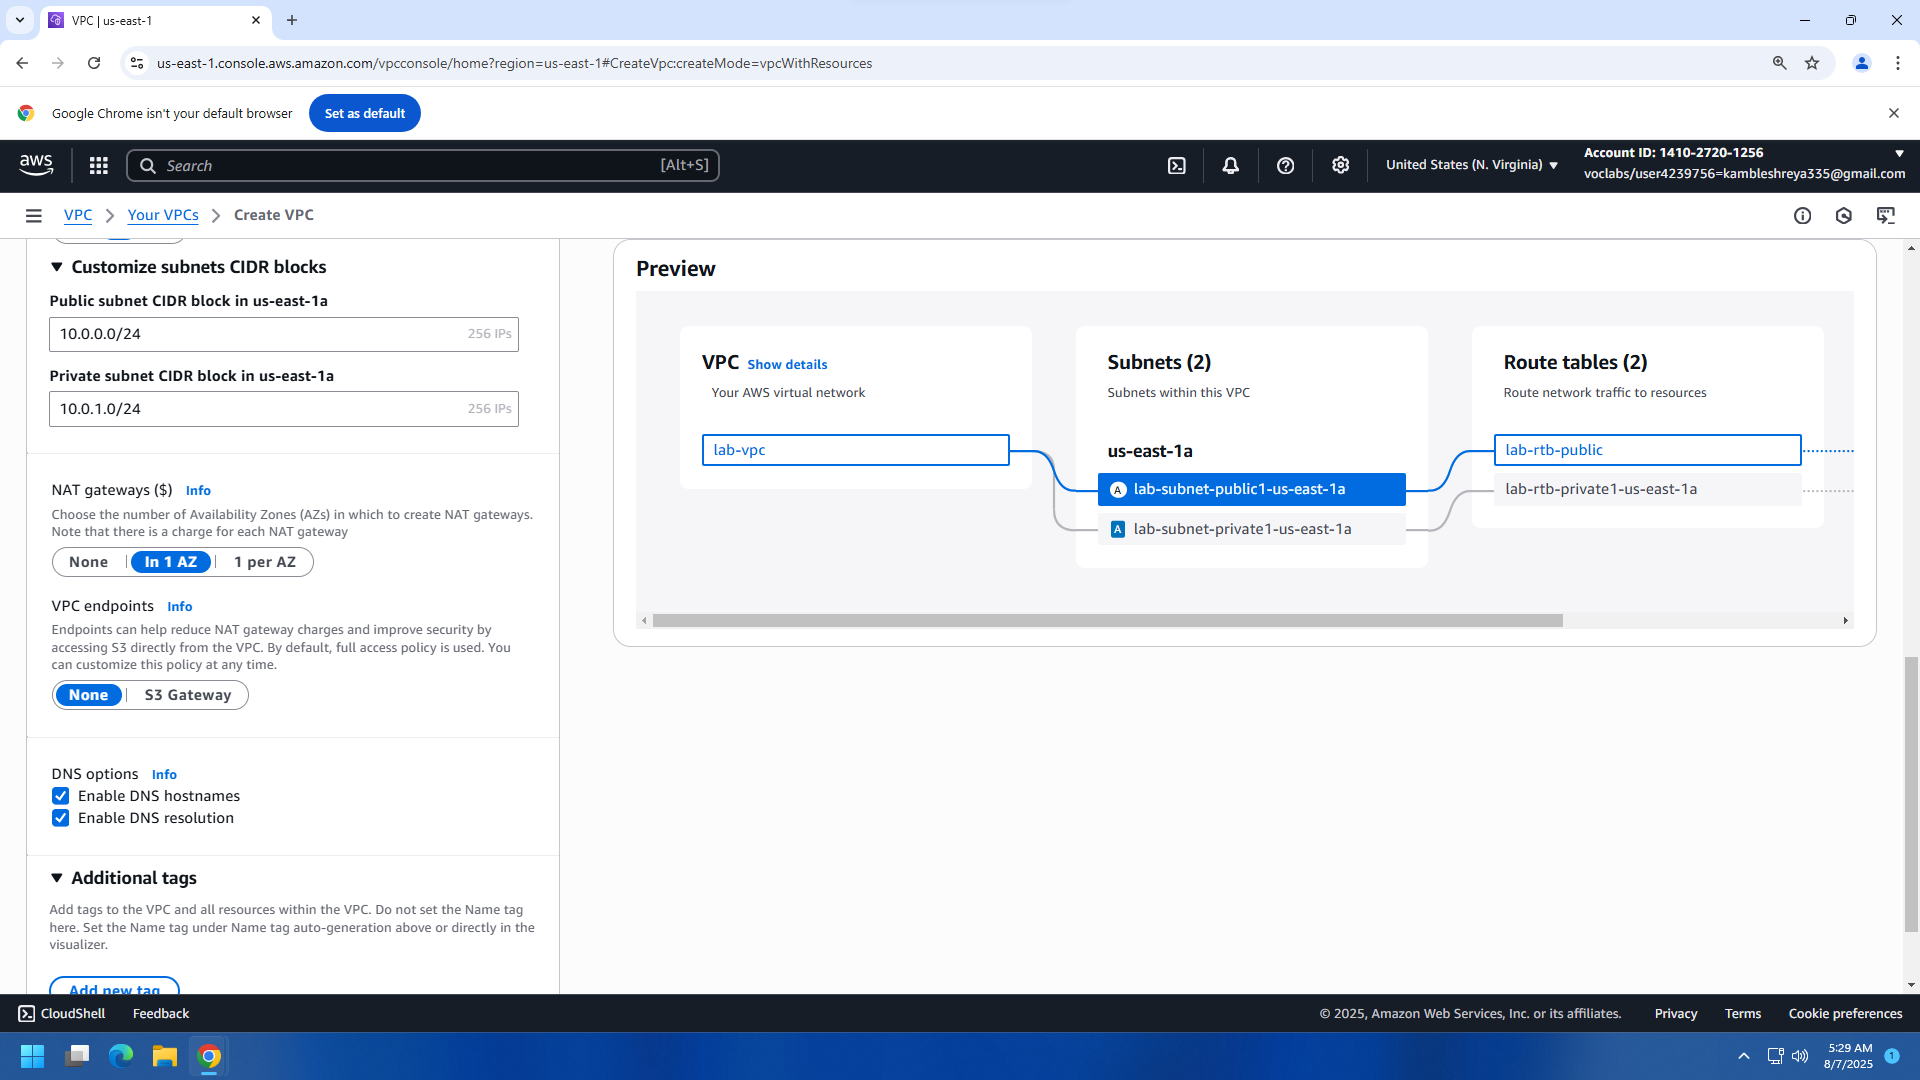 VPC | us-east-1
us-east-1.console.aws.amazon.com/vpcconsole/home?region=us-east-1#CreateVpc:createMode=vpcWithResources
Google Chrome isn't your default browser
Set as default
aws
Search
[Alt+S]
United States (N. Virginia)
Account ID: 1410-2720-1256
voclabs/user4239756=kambleshreya335@gmail.com
VPC
Your VPCs
Create VPC
Customize subnets CIDR blocks
Public subnet CIDR block in us-east-1a
10.0.0.0/24
256 IPs
Private subnet CIDR block in us-east-1a
10.0.1.0/24
256 IPs
NAT gateways ($) Info
Choose the number of Availability Zones (AZs) in which to create NAT gateways.
Note that there is a charge for each NAT gateway
None
In 1 AZ
1 per AZ
VPC endpoints Info
Endpoints can help reduce NAT gateway charges and improve security by
accessing S3 directly from the VPC. By default, full access policy is used. You
can customize this policy at any time.
None
S3 Gateway
DNS options Info
Enable DNS hostnames
Enable DNS resolution
Additional tags
Add tags to the VPC and all resources within the VPC. Do not set the Name tag
here. Set the Name tag under Name tag auto-generation above or directly in the
visualizer.
Add new tag
Preview
VPC Show details
Your AWS virtual network
lab-vpc
Subnets (2)
Subnets within this VPC
us-east-1a
A lab-subnet-public1-us-east-1a
A lab-subnet-private1-us-east-1a
Route tables (2)
Route network traffic to resources
lab-rtb-public
lab-rtb-private1-us-east-1a
CloudShell
Feedback
© 2025, Amazon Web Services, Inc. or its affiliates.
Privacy
Terms
Cookie preferences
5:29 AM
8/7/2025
1